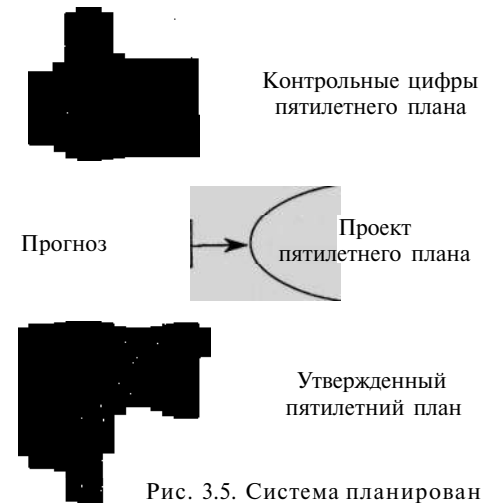 Контрольные цифры
пятилетнего плана
Прогноз
Проект
пятилетнего плана
Утвержденный
пятилетний план
Рис. 3.5. Система планирован